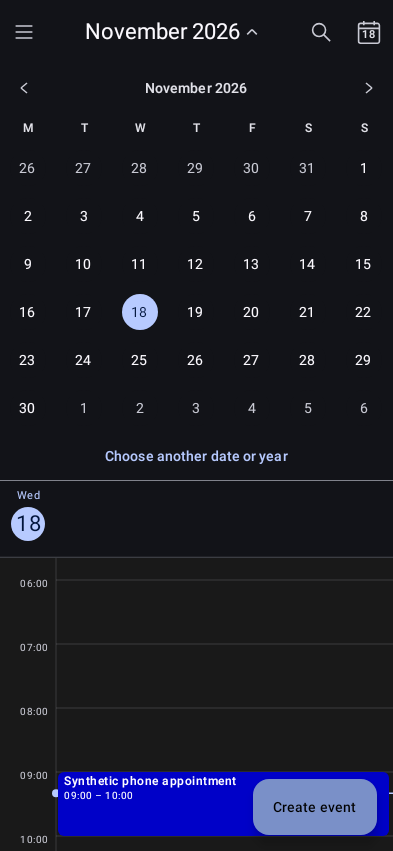 November 2026
18
November 2026
M T W T F S S
26 27 28 29 30 31 1
2 3 4 5 6 7 8
9 10 11 12 13 14 15
16 17 18 19 20 21 22
23 24 25 26 27 28 29
30 1 2 3 4 5 6
Choose another date or year
Wed
18
06:00
07:00
08:00
09:00
Synthetic phone appointment
09:00 – 10:00
Create event
10:00